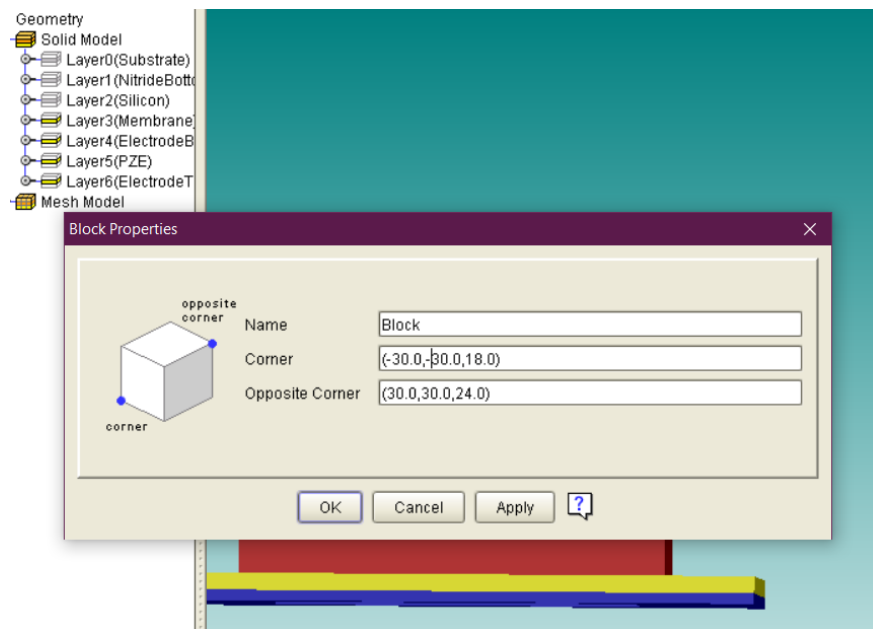 Geometry
Solid Model
Layer0(Substrate)
Layer1(NitrideBotto
Layer2(Silicon)
Layer3(Membrane)
Layer4(ElectrodeB
Layer5(PZE)
Layer6(ElectrodeT
Mesh Model
Block Properties
opposite
corner
corner
Name
Block
Corner
(-30.0,-30.0,18.0)
Opposite Corner
(30.0,30.0,24.0)
OK
Cancel
Apply
?